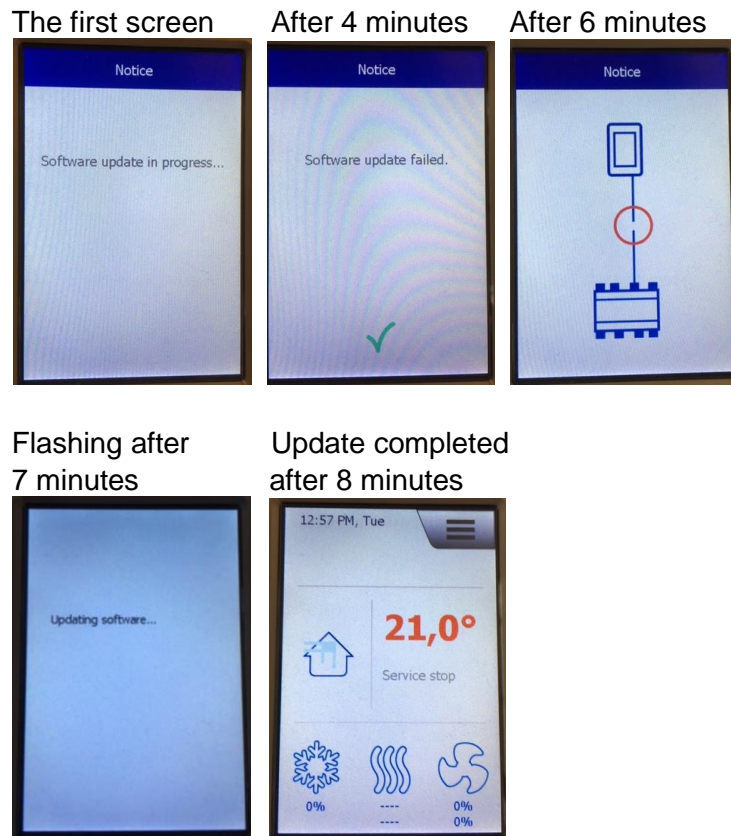 The first screen
After 4 minutes
After 6 minutes
Notice
Notice
Notice
Software update in progress...
Software update failed.
Flashing after
7 minutes
Update completed
after 8 minutes
Updating software...
12:57 PM, Tue
21,0°
Service stop
0%
----
----
0%
0%